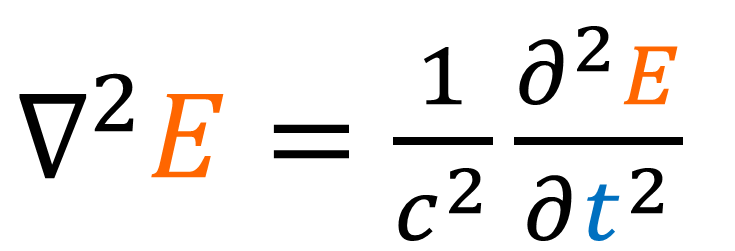 ∇²E = 1/c² ∂²E/∂t²